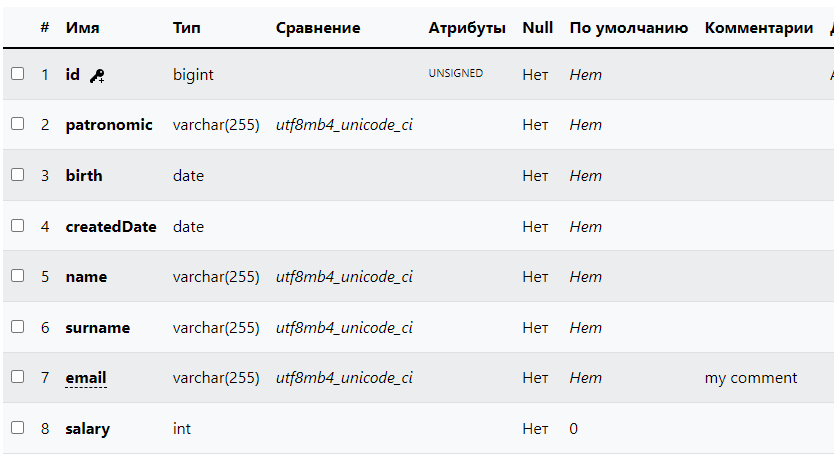 # Имя Тип Сравнение Атрибуты Null По умолчанию Комментарии
1 id bigint UNSIGNED Нет Нет
2 patronomic varchar(255) utf8mb4_unicode_ci Нет Нет
3 birth date Нет Нет
4 createdDate date Нет Нет
5 name varchar(255) utf8mb4_unicode_ci Нет Нет
6 surname varchar(255) utf8mb4_unicode_ci Нет Нет
7 email varchar(255) utf8mb4_unicode_ci Нет Нет my comment
8 salary int Нет 0